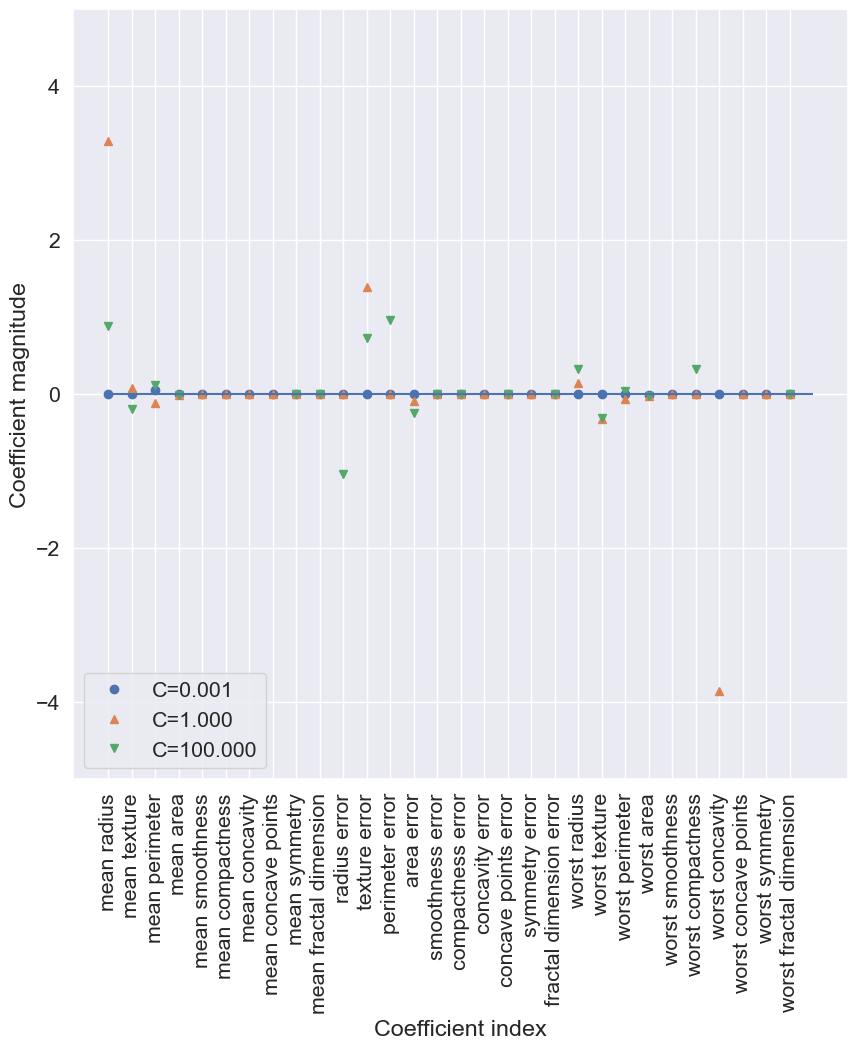 4
2
0
−2
−4
Coefficient magnitude
C=0.001
C=1.000
C=100.000
mean radius
mean texture
mean perimeter
mean area
mean smoothness
mean compactness
mean concavity
mean concave points
mean symmetry
mean fractal dimension
radius error
texture error
perimeter error
area error
smoothness error
compactness error
concavity error
concave points error
symmetry error
fractal dimension error
worst radius
worst texture
worst perimeter
worst area
worst smoothness
worst compactness
worst concavity
worst concave points
worst symmetry
worst fractal dimension
Coefficient index